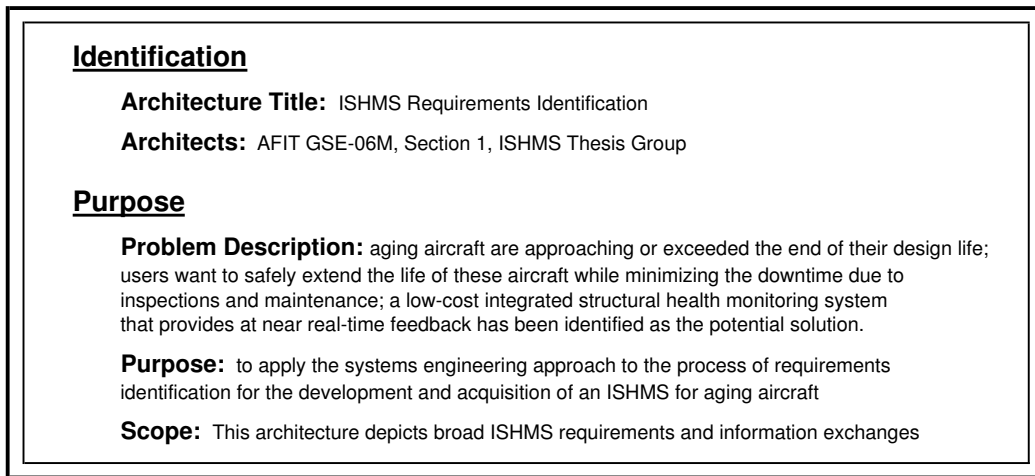 Identification
Architecture Title: ISHMS Requirements Identification
Architects: AFIT GSE-06M, Section 1, ISHMS Thesis Group
Purpose
Problem Description: aging aircraft are approaching or exceeded the end of their design life;
users want to safely extend the life of these aircraft while minimizing the downtime due to
inspections and maintenance; a low-cost integrated structural health monitoring system
that provides at near real-time feedback has been identified as the potential solution.
Purpose: to apply the systems engineering approach to the process of requirements
identification for the development and acquisition of an ISHMS for aging aircraft
Scope: This architecture depicts broad ISHMS requirements and information exchanges